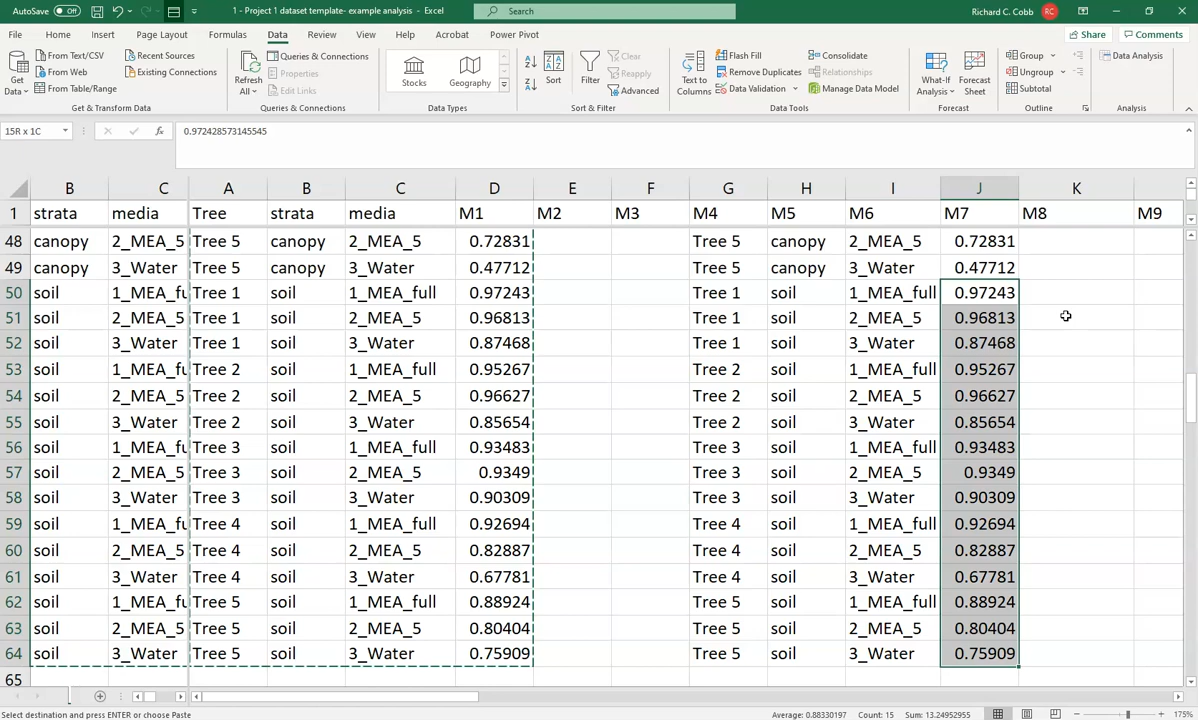 AutoSave Off 1 - Project 1 dataset template- example analysis - Excel Search Richard C. Cobb RC
File Home Insert Page Layout Formulas Data Review View Help Acrobat Power Pivot Share Comments
Get Data From Text/CSV From Web From Table/Range Recent Sources Existing Connections Refresh All Queries & Connections Properties Edit Links Stocks Geography Sort Filter Clear Reapply Advanced Text to Columns Flash Fill Remove Duplicates Data Validation Consolidate Relationships Manage Data Model What-If Analysis Forecast Sheet Group Ungroup Subtotal Data Analysis
Get & Transform Data Queries & Connections Data Types Sort & Filter Data Tools Forecast Outline Analysis
15R x 1C fx 0.972428573145545
B C A B C D E F G H I J K
1 strata media Tree strata media M1 M2 M3 M4 M5 M6 M7 M8 M9
48 canopy 2_MEA_5 Tree 5 canopy 2_MEA_5 0.72831 Tree 5 canopy 2_MEA_5 0.72831
49 canopy 3_Water Tree 5 canopy 3_Water 0.47712 Tree 5 canopy 3_Water 0.47712
50 soil 1_MEA_fu Tree 1 soil 1_MEA_full 0.97243 Tree 1 soil 1_MEA_full 0.97243
51 soil 2_MEA_5 Tree 1 soil 2_MEA_5 0.96813 Tree 1 soil 2_MEA_5 0.96813
52 soil 3_Water Tree 1 soil 3_Water 0.87468 Tree 1 soil 3_Water 0.87468
53 soil 1_MEA_fu Tree 2 soil 1_MEA_full 0.95267 Tree 2 soil 1_MEA_full 0.95267
54 soil 2_MEA_5 Tree 2 soil 2_MEA_5 0.96627 Tree 2 soil 2_MEA_5 0.96627
55 soil 3_Water Tree 2 soil 3_Water 0.85654 Tree 2 soil 3_Water 0.85654
56 soil 1_MEA_fu Tree 3 soil 1_MEA_full 0.93483 Tree 3 soil 1_MEA_full 0.93483
57 soil 2_MEA_5 Tree 3 soil 2_MEA_5 0.9349 Tree 3 soil 2_MEA_5 0.9349
58 soil 3_Water Tree 3 soil 3_Water 0.90309 Tree 3 soil 3_Water 0.90309
59 soil 1_MEA_fu Tree 4 soil 1_MEA_full 0.92694 Tree 4 soil 1_MEA_full 0.92694
60 soil 2_MEA_5 Tree 4 soil 2_MEA_5 0.82887 Tree 4 soil 2_MEA_5 0.82887
61 soil 3_Water Tree 4 soil 3_Water 0.67781 Tree 4 soil 3_Water 0.67781
62 soil 1_MEA_fu Tree 5 soil 1_MEA_full 0.88924 Tree 5 soil 1_MEA_full 0.88924
63 soil 2_MEA_5 Tree 5 soil 2_MEA_5 0.80404 Tree 5 soil 2_MEA_5 0.80404
64 soil 3_Water Tree 5 soil 3_Water 0.75909 Tree 5 soil 3_Water 0.75909
65
Select destination and press ENTER or choose Paste Average: 0.88330197 Count: 15 Sum: 13.24952955 175%